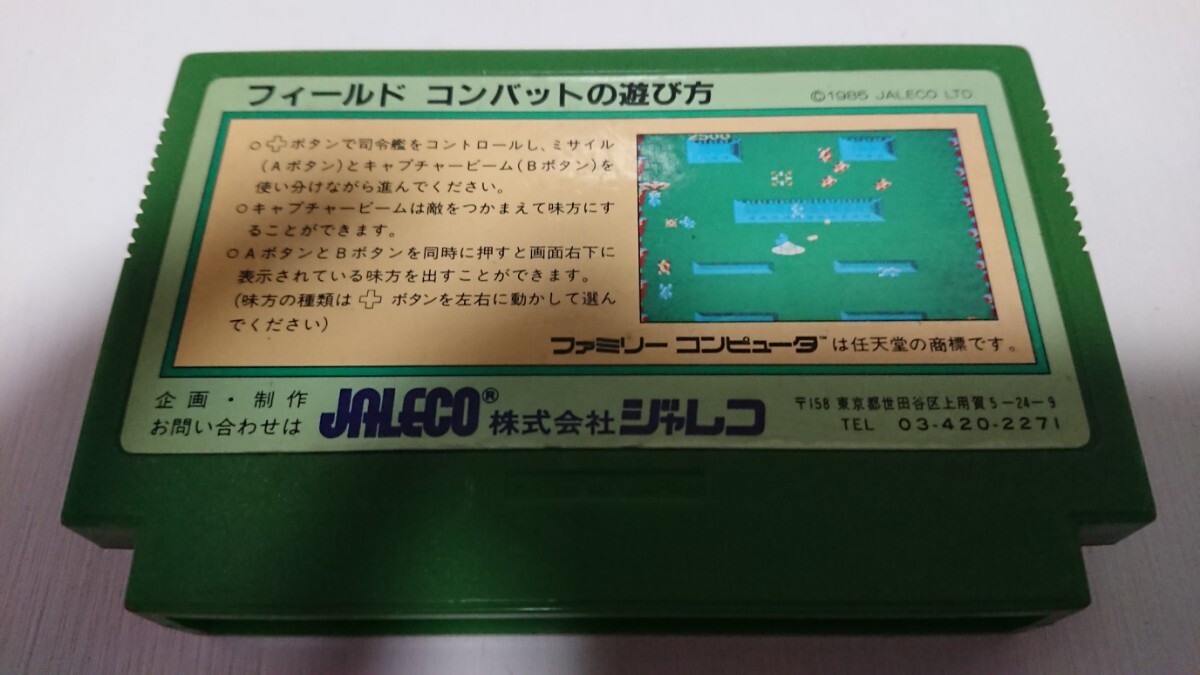 フィールド コンバットの遊び方
©1985 JALECO LTD.
○✚ボタンで司令艦をコントロールし、ミサイル
(Aボタン)とキャプチャービーム(Bボタン)を
使い分けながら進んでください。
○キャプチャービームは敵をつかまえて味方にす
ることができます。
○AボタンとBボタンを同時に押すと画面右下に
表示されている味方を出すことができます。
(味方の種類は✚ボタンを左右に動かして選ん
でください)
2500
ファミリー コンピュータ™は任天堂の商標です。
企画・制作
お問い合わせは
JALECO® 株式会社ジャレコ
〒158 東京都世田谷区上用賀5-24-9
TEL 03-420-2271